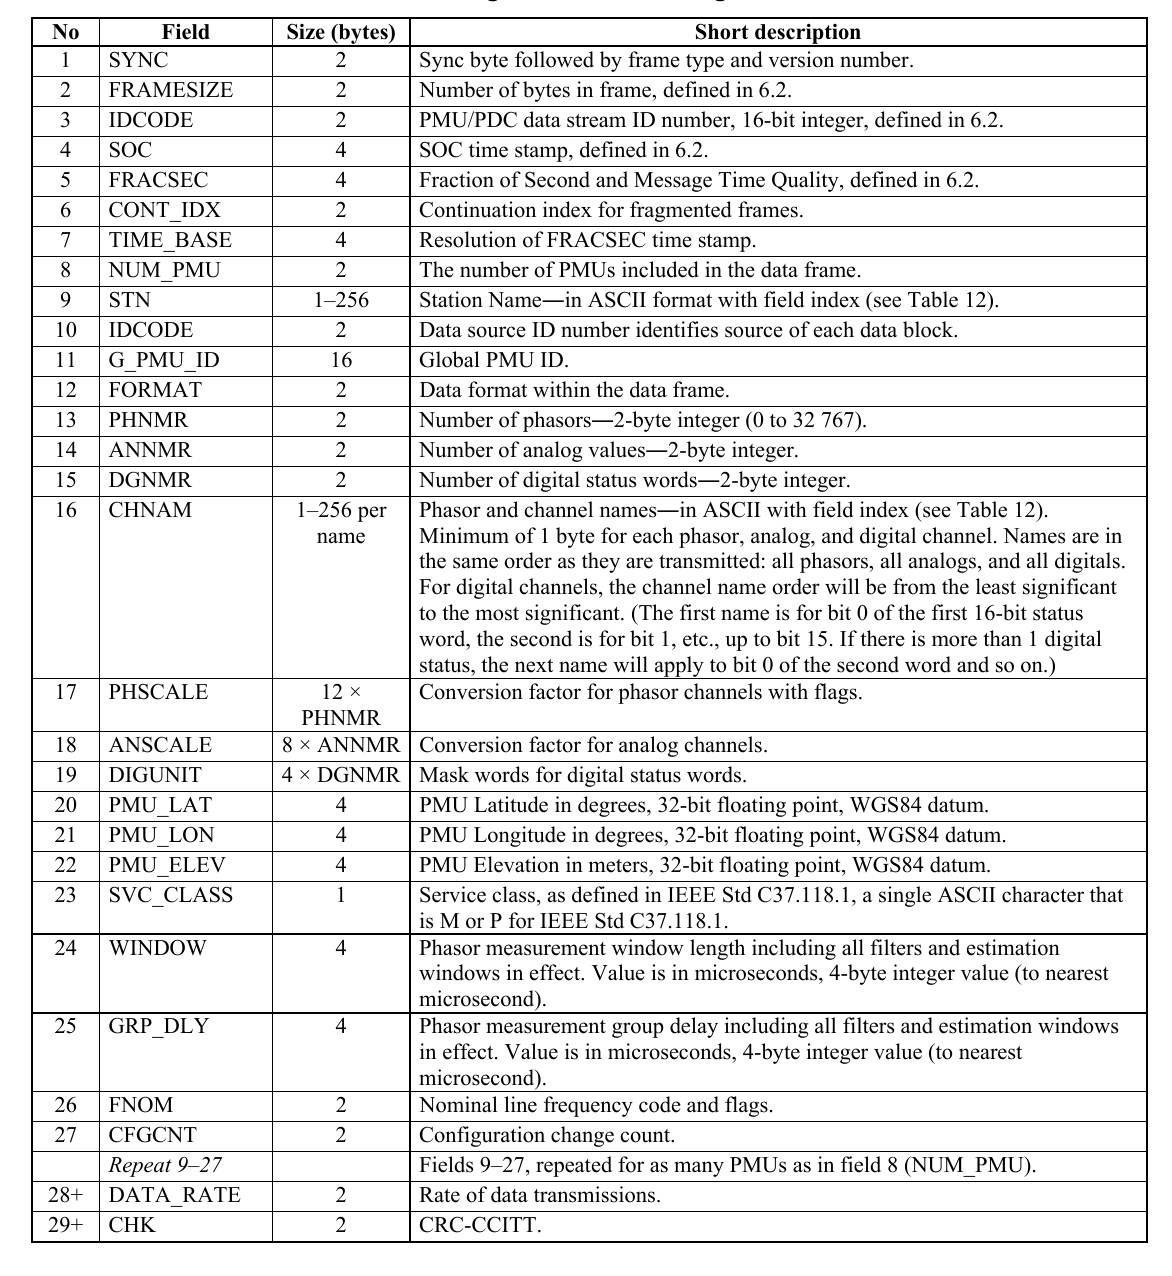 No Field Size (bytes) Short description
1 SYNC 2 Sync byte followed by frame type and version number.
2 FRAMESIZE 2 Number of bytes in frame, defined in 6.2.
3 IDCODE 2 PMU/PDC data stream ID number, 16-bit integer, defined in 6.2.
4 SOC 4 SOC time stamp, defined in 6.2.
5 FRACSEC 4 Fraction of Second and Message Time Quality, defined in 6.2.
6 CONT_IDX 2 Continuation index for fragmented frames.
7 TIME_BASE 4 Resolution of FRACSEC time stamp.
8 NUM_PMU 2 The number of PMUs included in the data frame.
9 STN 1–256 Station Name—in ASCII format with field index (see Table 12).
10 IDCODE 2 Data source ID number identifies source of each data block.
11 G_PMU_ID 16 Global PMU ID.
12 FORMAT 2 Data format within the data frame.
13 PHNMR 2 Number of phasors—2-byte integer (0 to 32 767).
14 ANNMR 2 Number of analog values—2-byte integer.
15 DGNMR 2 Number of digital status words—2-byte integer.
16 CHNAM 1–256 per Phasor and channel names—in ASCII with field index (see Table 12).
name Minimum of 1 byte for each phasor, analog, and digital channel. Names are in
the same order as they are transmitted: all phasors, all analogs, and all digitals.
For digital channels, the channel name order will be from the least significant
to the most significant. (The first name is for bit 0 of the first 16-bit status
word, the second is for bit 1, etc., up to bit 15. If there is more than 1 digital
status, the next name will apply to bit 0 of the second word and so on.)
17 PHSCALE 12 × Conversion factor for phasor channels with flags.
PHNMR
18 ANSCALE 8 × ANNMR Conversion factor for analog channels.
19 DIGUNIT 4 × DGNMR Mask words for digital status words.
20 PMU_LAT 4 PMU Latitude in degrees, 32-bit floating point, WGS84 datum.
21 PMU_LON 4 PMU Longitude in degrees, 32-bit floating point, WGS84 datum.
22 PMU_ELEV 4 PMU Elevation in meters, 32-bit floating point, WGS84 datum.
23 SVC_CLASS 1 Service class, as defined in IEEE Std C37.118.1, a single ASCII character that
is M or P for IEEE Std C37.118.1.
24 WINDOW 4 Phasor measurement window length including all filters and estimation
windows in effect. Value is in microseconds, 4-byte integer value (to nearest
microsecond).
25 GRP_DLY 4 Phasor measurement group delay including all filters and estimation windows
in effect. Value is in microseconds, 4-byte integer value (to nearest
microsecond).
26 FNOM 2 Nominal line frequency code and flags.
27 CFGCNT 2 Configuration change count.
Repeat 9–27 Fields 9–27, repeated for as many PMUs as in field 8 (NUM_PMU).
28+ DATA_RATE 2 Rate of data transmissions.
29+ CHK 2 CRC-CCITT.